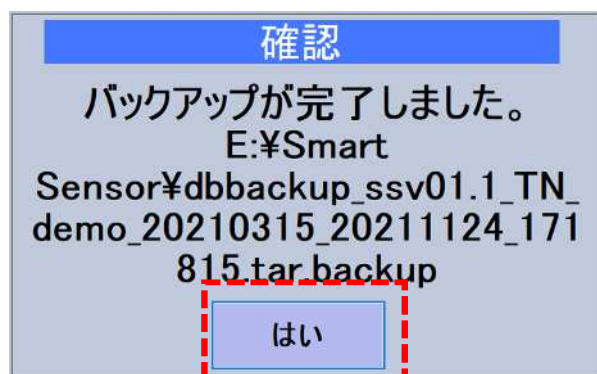 確認
バックアップが完了しました。
E:¥Smart
Sensor¥dbbackup_ssv01.1_TN_
demo_20210315_20211124_171
815.tar.backup
はい